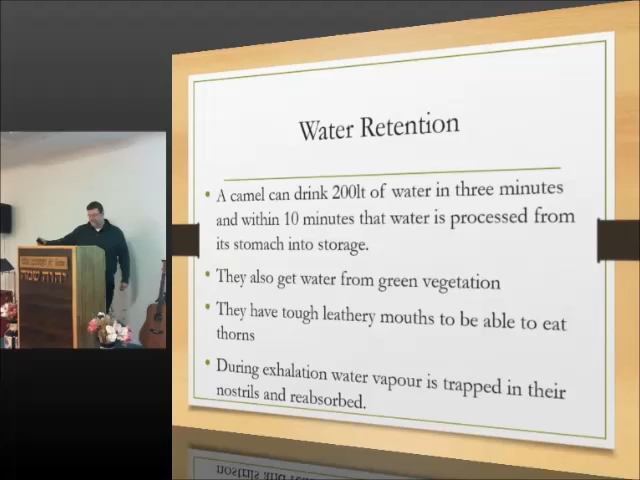 Water Retention
• A camel can drink 200lt of water in three minutes
and within 10 minutes that water is processed from
its stomach into storage.
• They also get water from green vegetation
• They have tough leathery mouths to be able to eat
thorns
• During exhalation water vapour is trapped in their
nostrils and reabsorbed.